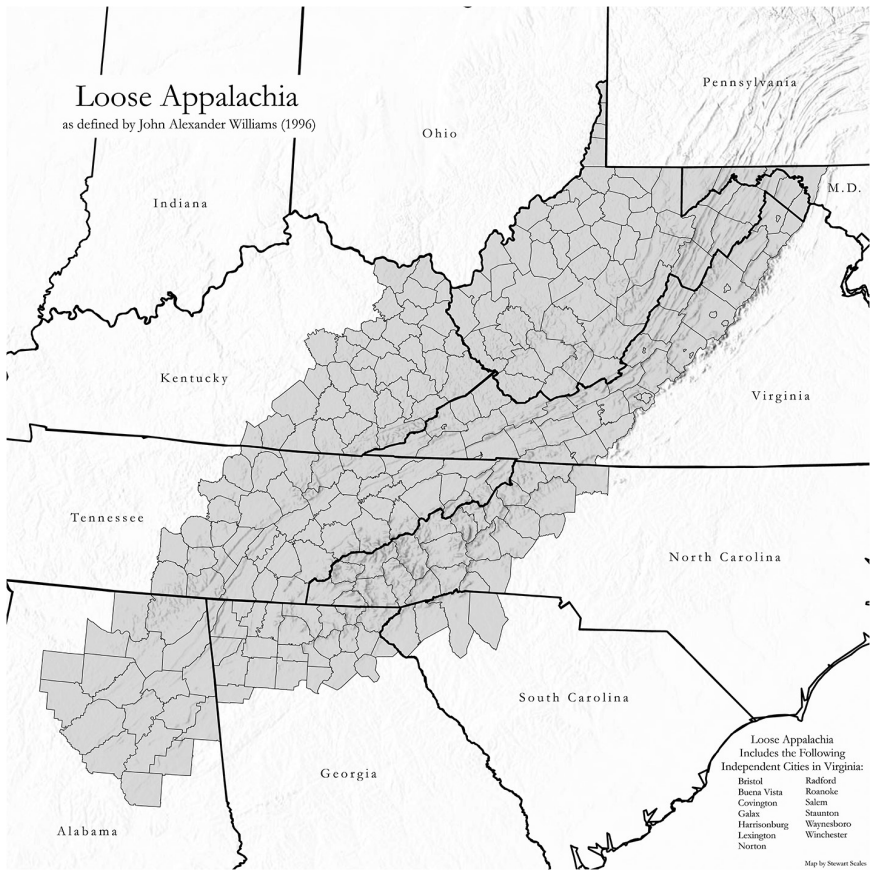 Loose Appalachia
as defined by John Alexander Williams (1996)
Pennsylvania
Ohio
M.D.
Indiana
Kentucky
Virginia
Tennessee
North Carolina
South Carolina
Georgia
Alabama
Loose Appalachia
Includes the Following
Independent Cities in Virginia:
Bristol
Buena Vista
Covington
Galax
Harrisonburg
Lexington
Norton
Radford
Roanoke
Salem
Staunton
Waynesboro
Winchester
Map by Stewart Scales